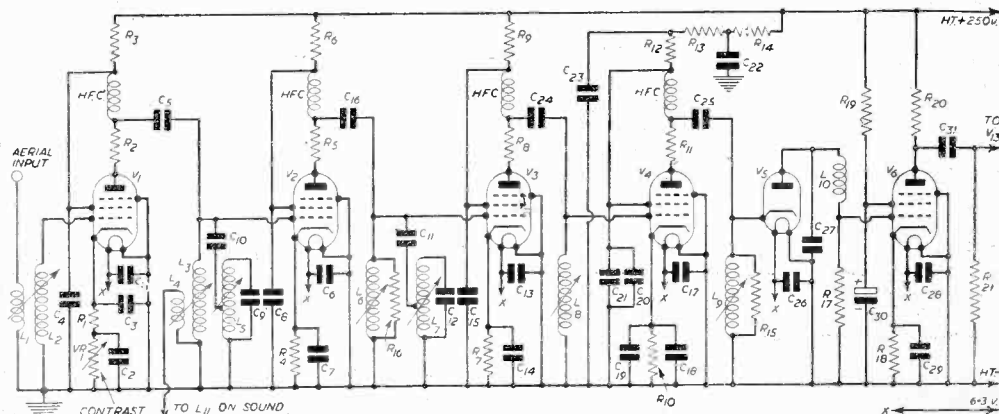 HT.+250V.
R3
R6
R9
R12
R13
R14
C22
C23
HFC
HFC
HFC
HFC
C5
C16
C24
C25
R19
R20
C31
TO V13
AERIAL INPUT
R2
R5
R8
R11
V1
V2
V3
V4
V5
V6
L10
C27
C10
C11
L1
L2
C4
C3
R1
VR1
C2
L4
L3
C9
C8
C6
R4
C7
L6
R16
C12
C15
C13
R7
C14
L8
C21
C20
C17
C19
C18
R10
L9
R15
C26
R17
C30
C28
R18
C29
R21
X
X
X
X
X
X
CONTRAST
TO L11 ON SOUND
HT-
X
6·3 V.